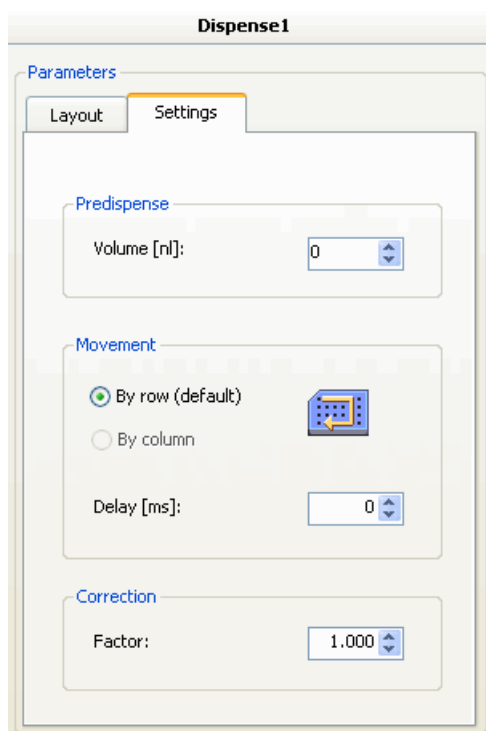 Dispense1
Parameters
Layout Settings
Predispense
Volume [nl]: 0
Movement
By row (default)
By column
Delay [ms]: 0
Correction
Factor: 1.000